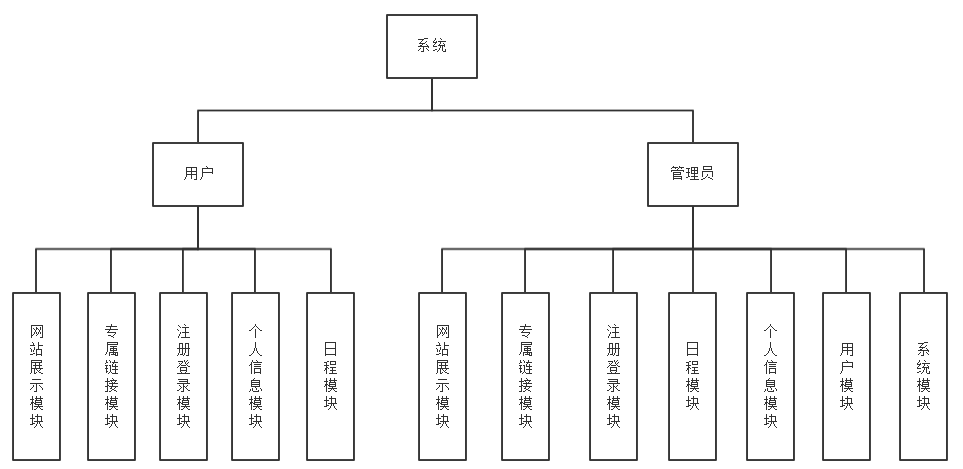 系统
用户
管理员
网站展示模块
专属链接模块
注册登录模块
个人信息模块
日程模块
网站展示模块
专属链接模块
注册登录模块
日程模块
个人信息模块
用户模块
系统模块